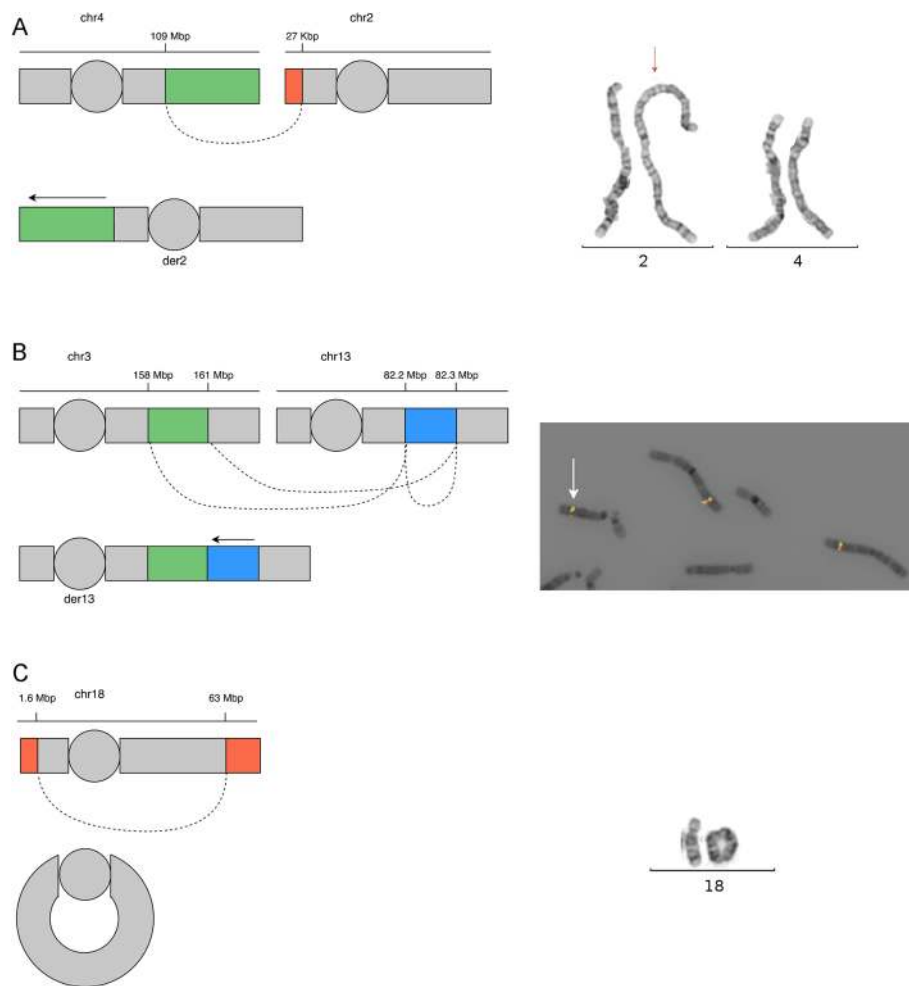 A
chr4
chr2
109 Mbp
27 Kbp
der2
2
4
B
chr3
chr13
158 Mbp
161 Mbp
82.2 Mbp
82.3 Mbp
der13
C
chr18
1.6 Mbp
63 Mbp
18